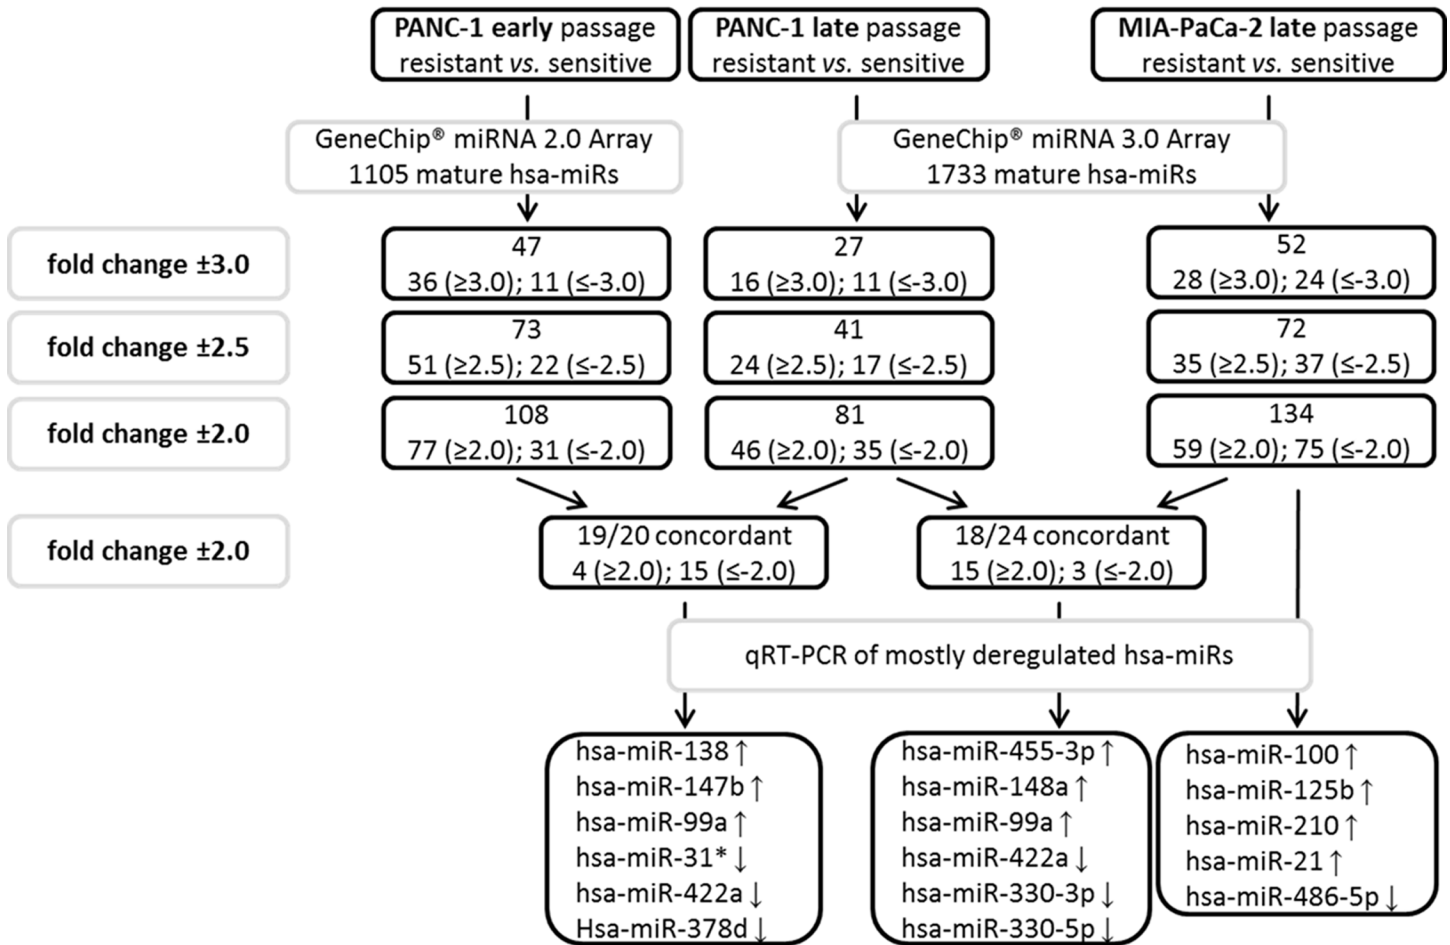 PANC-1 early passage
resistant vs. sensitive
PANC-1 late passage
resistant vs. sensitive
MIA-PaCa-2 late passage
resistant vs. sensitive
GeneChip® miRNA 2.0 Array
1105 mature hsa-miRs
GeneChip® miRNA 3.0 Array
1733 mature hsa-miRs
fold change ±3.0
47
36 (≥3.0); 11 (≤-3.0)
27
16 (≥3.0); 11 (≤-3.0)
52
28 (≥3.0); 24 (≤-3.0)
fold change ±2.5
73
51 (≥2.5); 22 (≤-2.5)
41
24 (≥2.5); 17 (≤-2.5)
72
35 (≥2.5); 37 (≤-2.5)
fold change ±2.0
108
77 (≥2.0); 31 (≤-2.0)
81
46 (≥2.0); 35 (≤-2.0)
134
59 (≥2.0); 75 (≤-2.0)
fold change ±2.0
19/20 concordant
4 (≥2.0); 15 (≤-2.0)
18/24 concordant
15 (≥2.0); 3 (≤-2.0)
qRT-PCR of mostly deregulated hsa-miRs
hsa-miR-138 ↑
hsa-miR-147b ↑
hsa-miR-99a ↑
hsa-miR-31* ↓
hsa-miR-422a ↓
Hsa-miR-378d ↓
hsa-miR-455-3p ↑
hsa-miR-148a ↑
hsa-miR-99a ↑
hsa-miR-422a ↓
hsa-miR-330-3p ↓
hsa-miR-330-5p ↓
hsa-miR-100 ↑
hsa-miR-125b ↑
hsa-miR-210 ↑
hsa-miR-21 ↑
hsa-miR-486-5p ↓